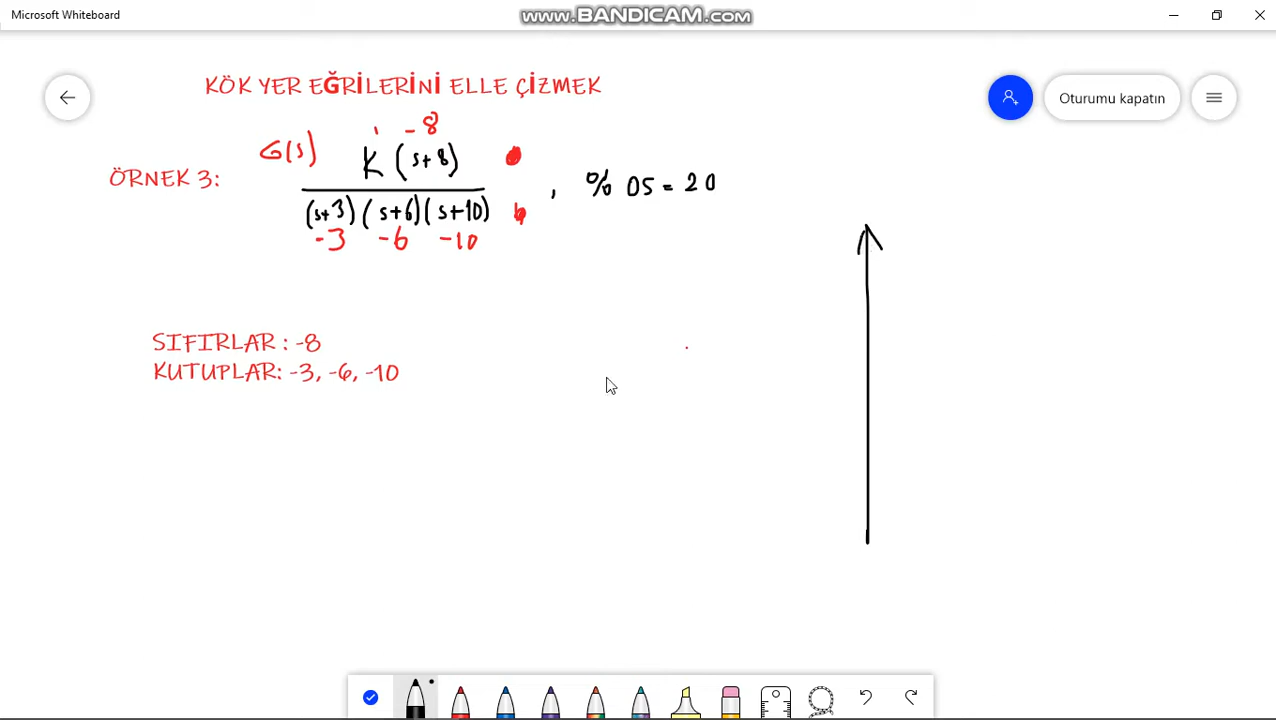 Microsoft Whiteboard
www.BANDICAM.com
KÖK YER EĞRİLERİNİ ELLE ÇİZMEK
Oturumu kapatın
-8
G(s) K (s+8)
ÖRNEK 3:
(s+3)(s+6)(s+10) , % OS = 20
-3 -6 -10
SIFIRLAR : -8
KUTUPLAR: -3, -6, -10